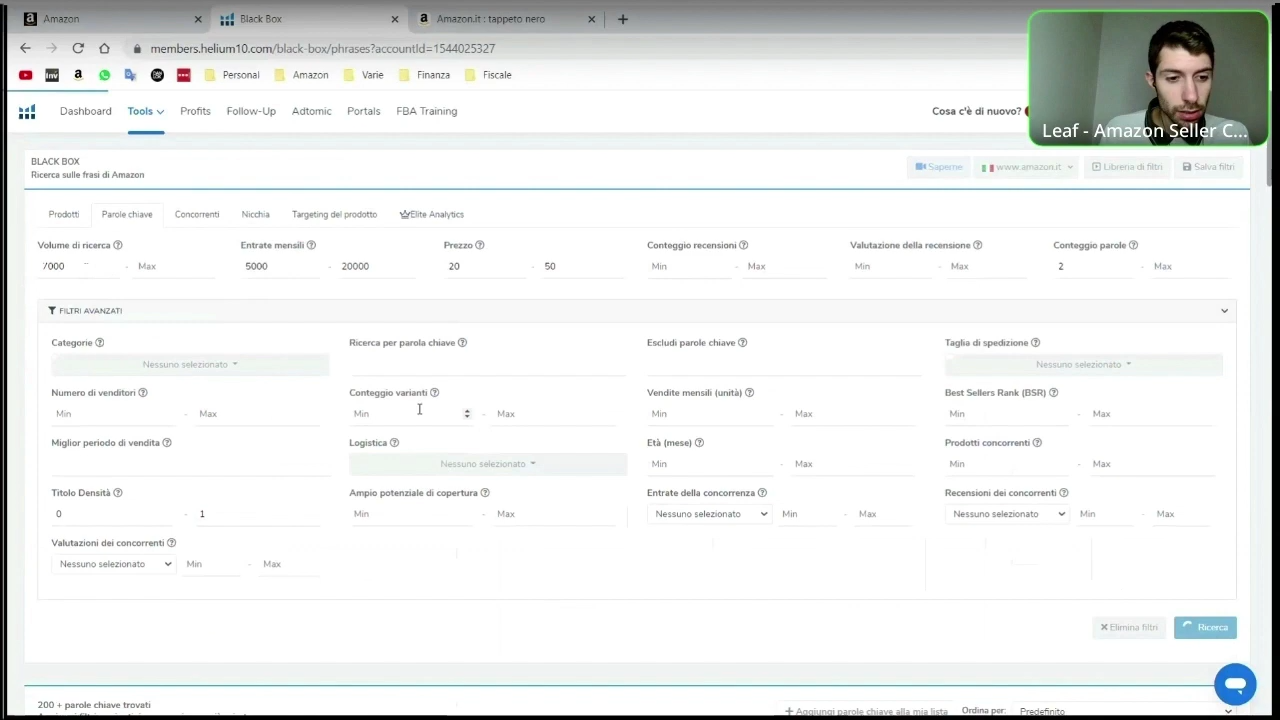 Amazon
Black Box
Amazon.it : tappeto nero
members.helium10.com/black-box/phrases?accountId=1544025327
Personal
Amazon
Varie
Finanza
Fiscale
Dashboard
Tools
Profits
Follow-Up
Adtomic
Portals
FBA Training
Cosa c'è di nuovo?
Leaf - Amazon Seller C...
BLACK BOX
Ricerca sulle frasi di Amazon
Saperne
www.amazon.it
Libreria di filtri
Salva filtri
Prodotti
Parole chiave
Concorrenti
Nicchia
Targeting del prodotto
Elite Analytics
Volume di ricerca
Entrate mensili
Prezzo
Conteggio recensioni
Valutazione della recensione
Conteggio parole
7000 - Max
5000 - 20000
20 - 50
Min - Max
Min - Max
2 - Max
FILTRI AVANZATI
Categorie
Ricerca per parola chiave
Escludi parole chiave
Taglia di spedizione
Nessuno selezionato
Nessuno selezionato
Numero di venditori
Conteggio varianti
Vendite mensili (unità)
Best Sellers Rank (BSR)
Min - Max
Min - Max
Min - Max
Min - Max
Miglior periodo di vendita
Logistica
Età (mese)
Prodotti concorrenti
Nessuno selezionato
Min - Max
Min - Max
Titolo Densità
Ampio potenziale di copertura
Entrate della concorrenza
Recensioni dei concorrenti
0 - 1
Min - Max
Nessuno selezionato Min - Max
Nessuno selezionato Min - Max
Valutazioni dei concorrenti
Nessuno selezionato Min - Max
Elimina filtri
Ricerca
200 + parole chiave trovati
Aggiungi parole chiave alla mia lista
Ordina per:
Predefinito